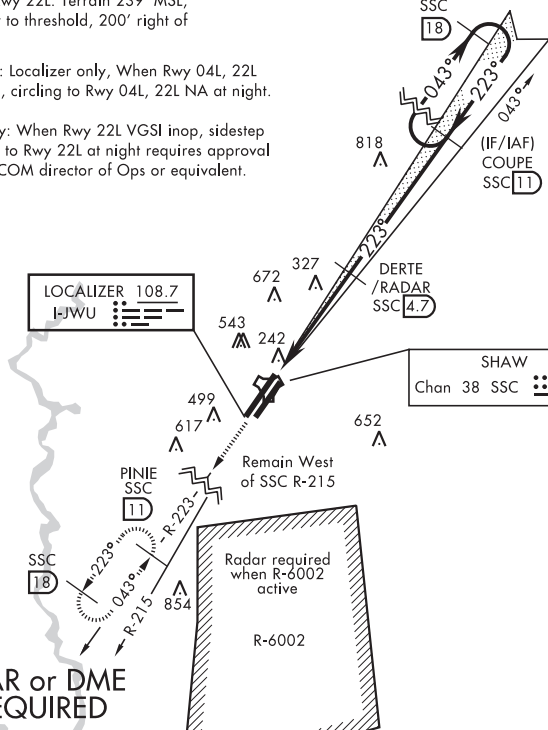 Rwy 22L. Terrain 239' MSL,
to threshold, 200' right of
: Localizer only, When Rwy 04L, 22L
, circling to Rwy 04L, 22L NA at night.
y: When Rwy 22L VGSI inop, sidestep
to Rwy 22L at night requires approval
COM director of Ops or equivalent.
SSC
18
043°
223°
043°
(IF/IAF)
COUPE
SSC 11
818
223°
DERTE
/RADAR
SSC 4.7
327
672
LOCALIZER 108.7
I-JWU
543
242
SHAW
Chan 38 SSC
499
617
652
Remain West
of SSC R-215
PINIE
SSC
11
R-223
SSC
18
223°
043°
R-215
854
Radar required
when R-6002
active
R-6002
AR or DME
EQUIRED